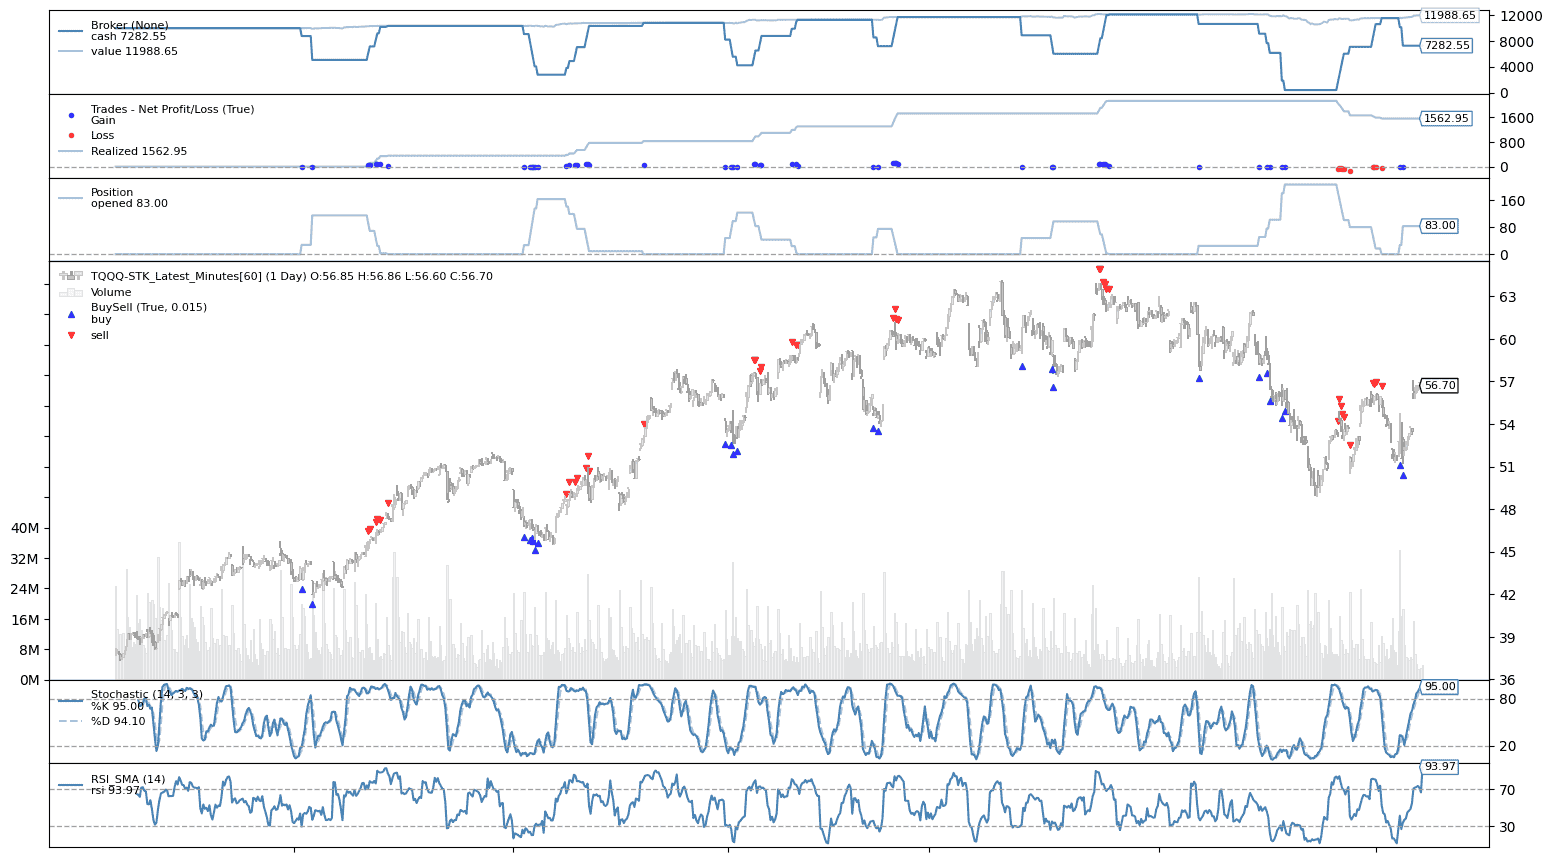 Broker (None)
cash 7282.55
value 11988.65
12000
11988.65
8000
7282.55
4000
0
Trades - Net Profit/Loss (True)
Gain
Loss
Realized 1562.95
1600
1562.95
800
0
Position
opened 83.00
160
80
83.00
0
TQQQ-STK_Latest_Minutes[60] (1 Day) O:56.85 H:56.86 L:56.60 C:56.70
Volume
BuySell (True, 0.015)
buy
sell
63
60
57
56.70
54
51
48
45
42
39
36
40M
32M
24M
16M
8M
0M
Stochastic (14, 3, 3)
%K 95.00
%D 94.10
95.00
80
20
RSI_SMA (14)
rsi 93.97
93.97
70
30